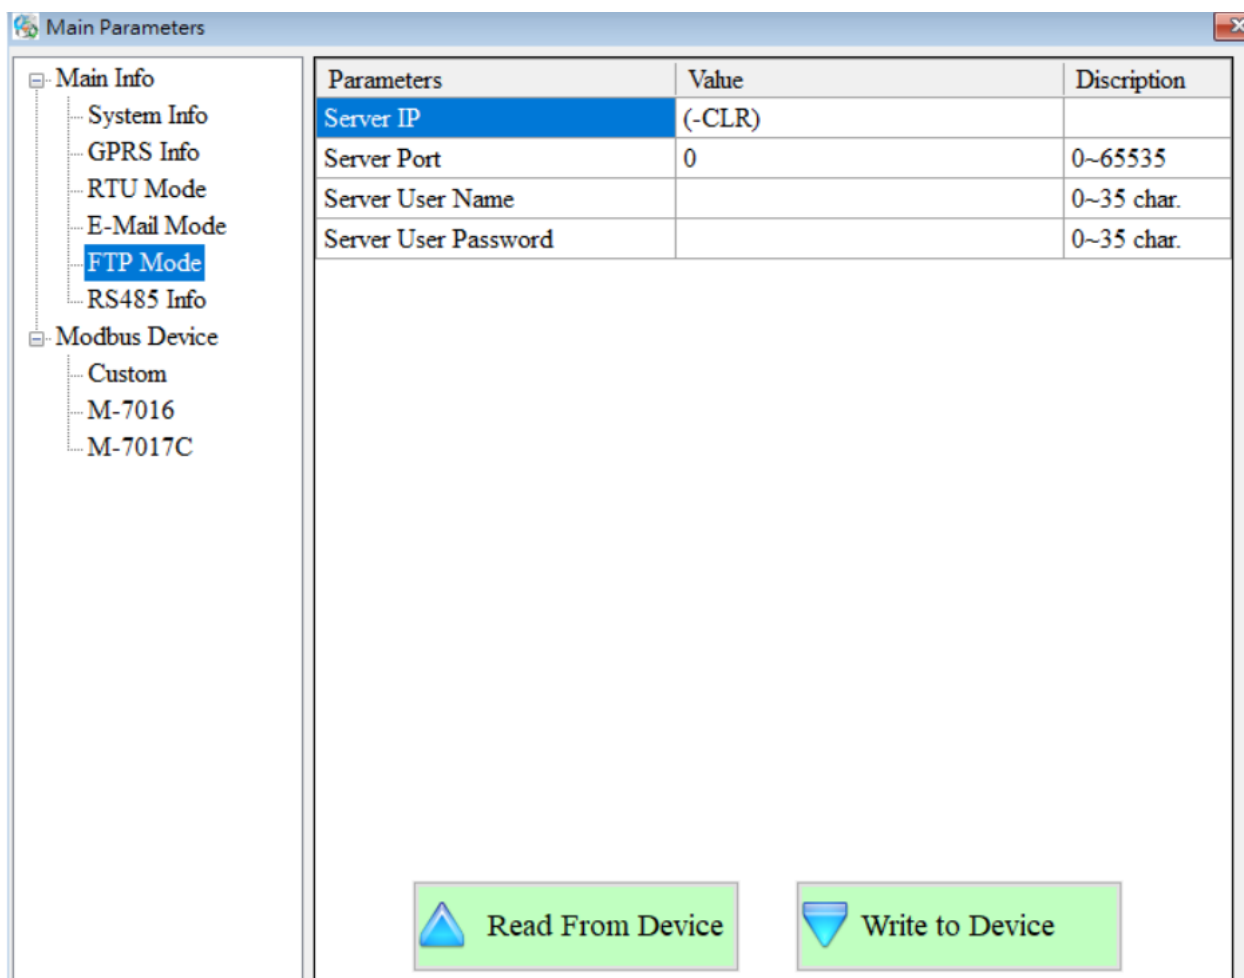 Main Parameters
Main Info
System Info
GPRS Info
RTU Mode
E-Mail Mode
FTP Mode
RS485 Info
Modbus Device
Custom
M-7016
M-7017C
Parameters Value Discription
Server IP (-CLR)
Server Port 0 0~65535
Server User Name 0~35 char.
Server User Password 0~35 char.
Read From Device Write to Device